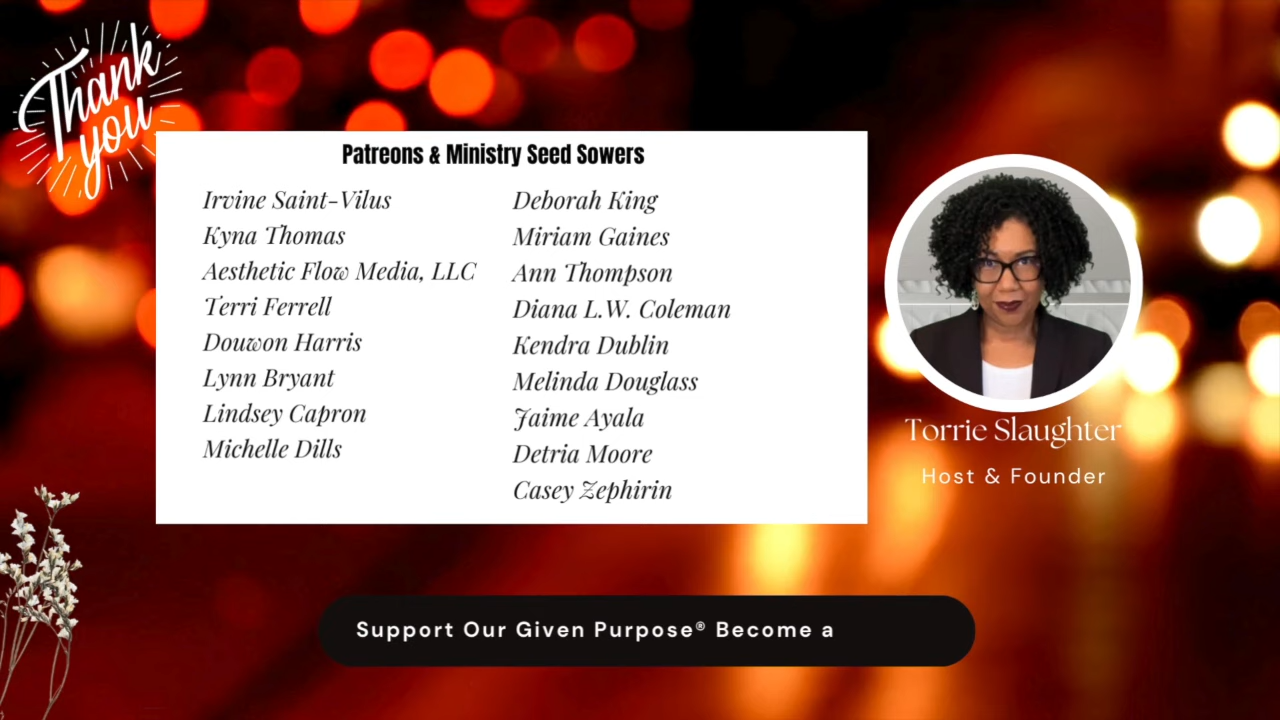 Thank
you
Patreons & Ministry Seed Sowers
Irvine Saint-Vilus
Kyna Thomas
Aesthetic Flow Media, LLC
Terri Ferrell
Douwon Harris
Lynn Bryant
Lindsey Capron
Michelle Dills
Deborah King
Miriam Gaines
Ann Thompson
Diana L.W. Coleman
Kendra Dublin
Melinda Douglass
Jaime Ayala
Detria Moore
Casey Zephirin
Torrie Slaughter
Host & Founder
Support Our Given Purpose® Become a